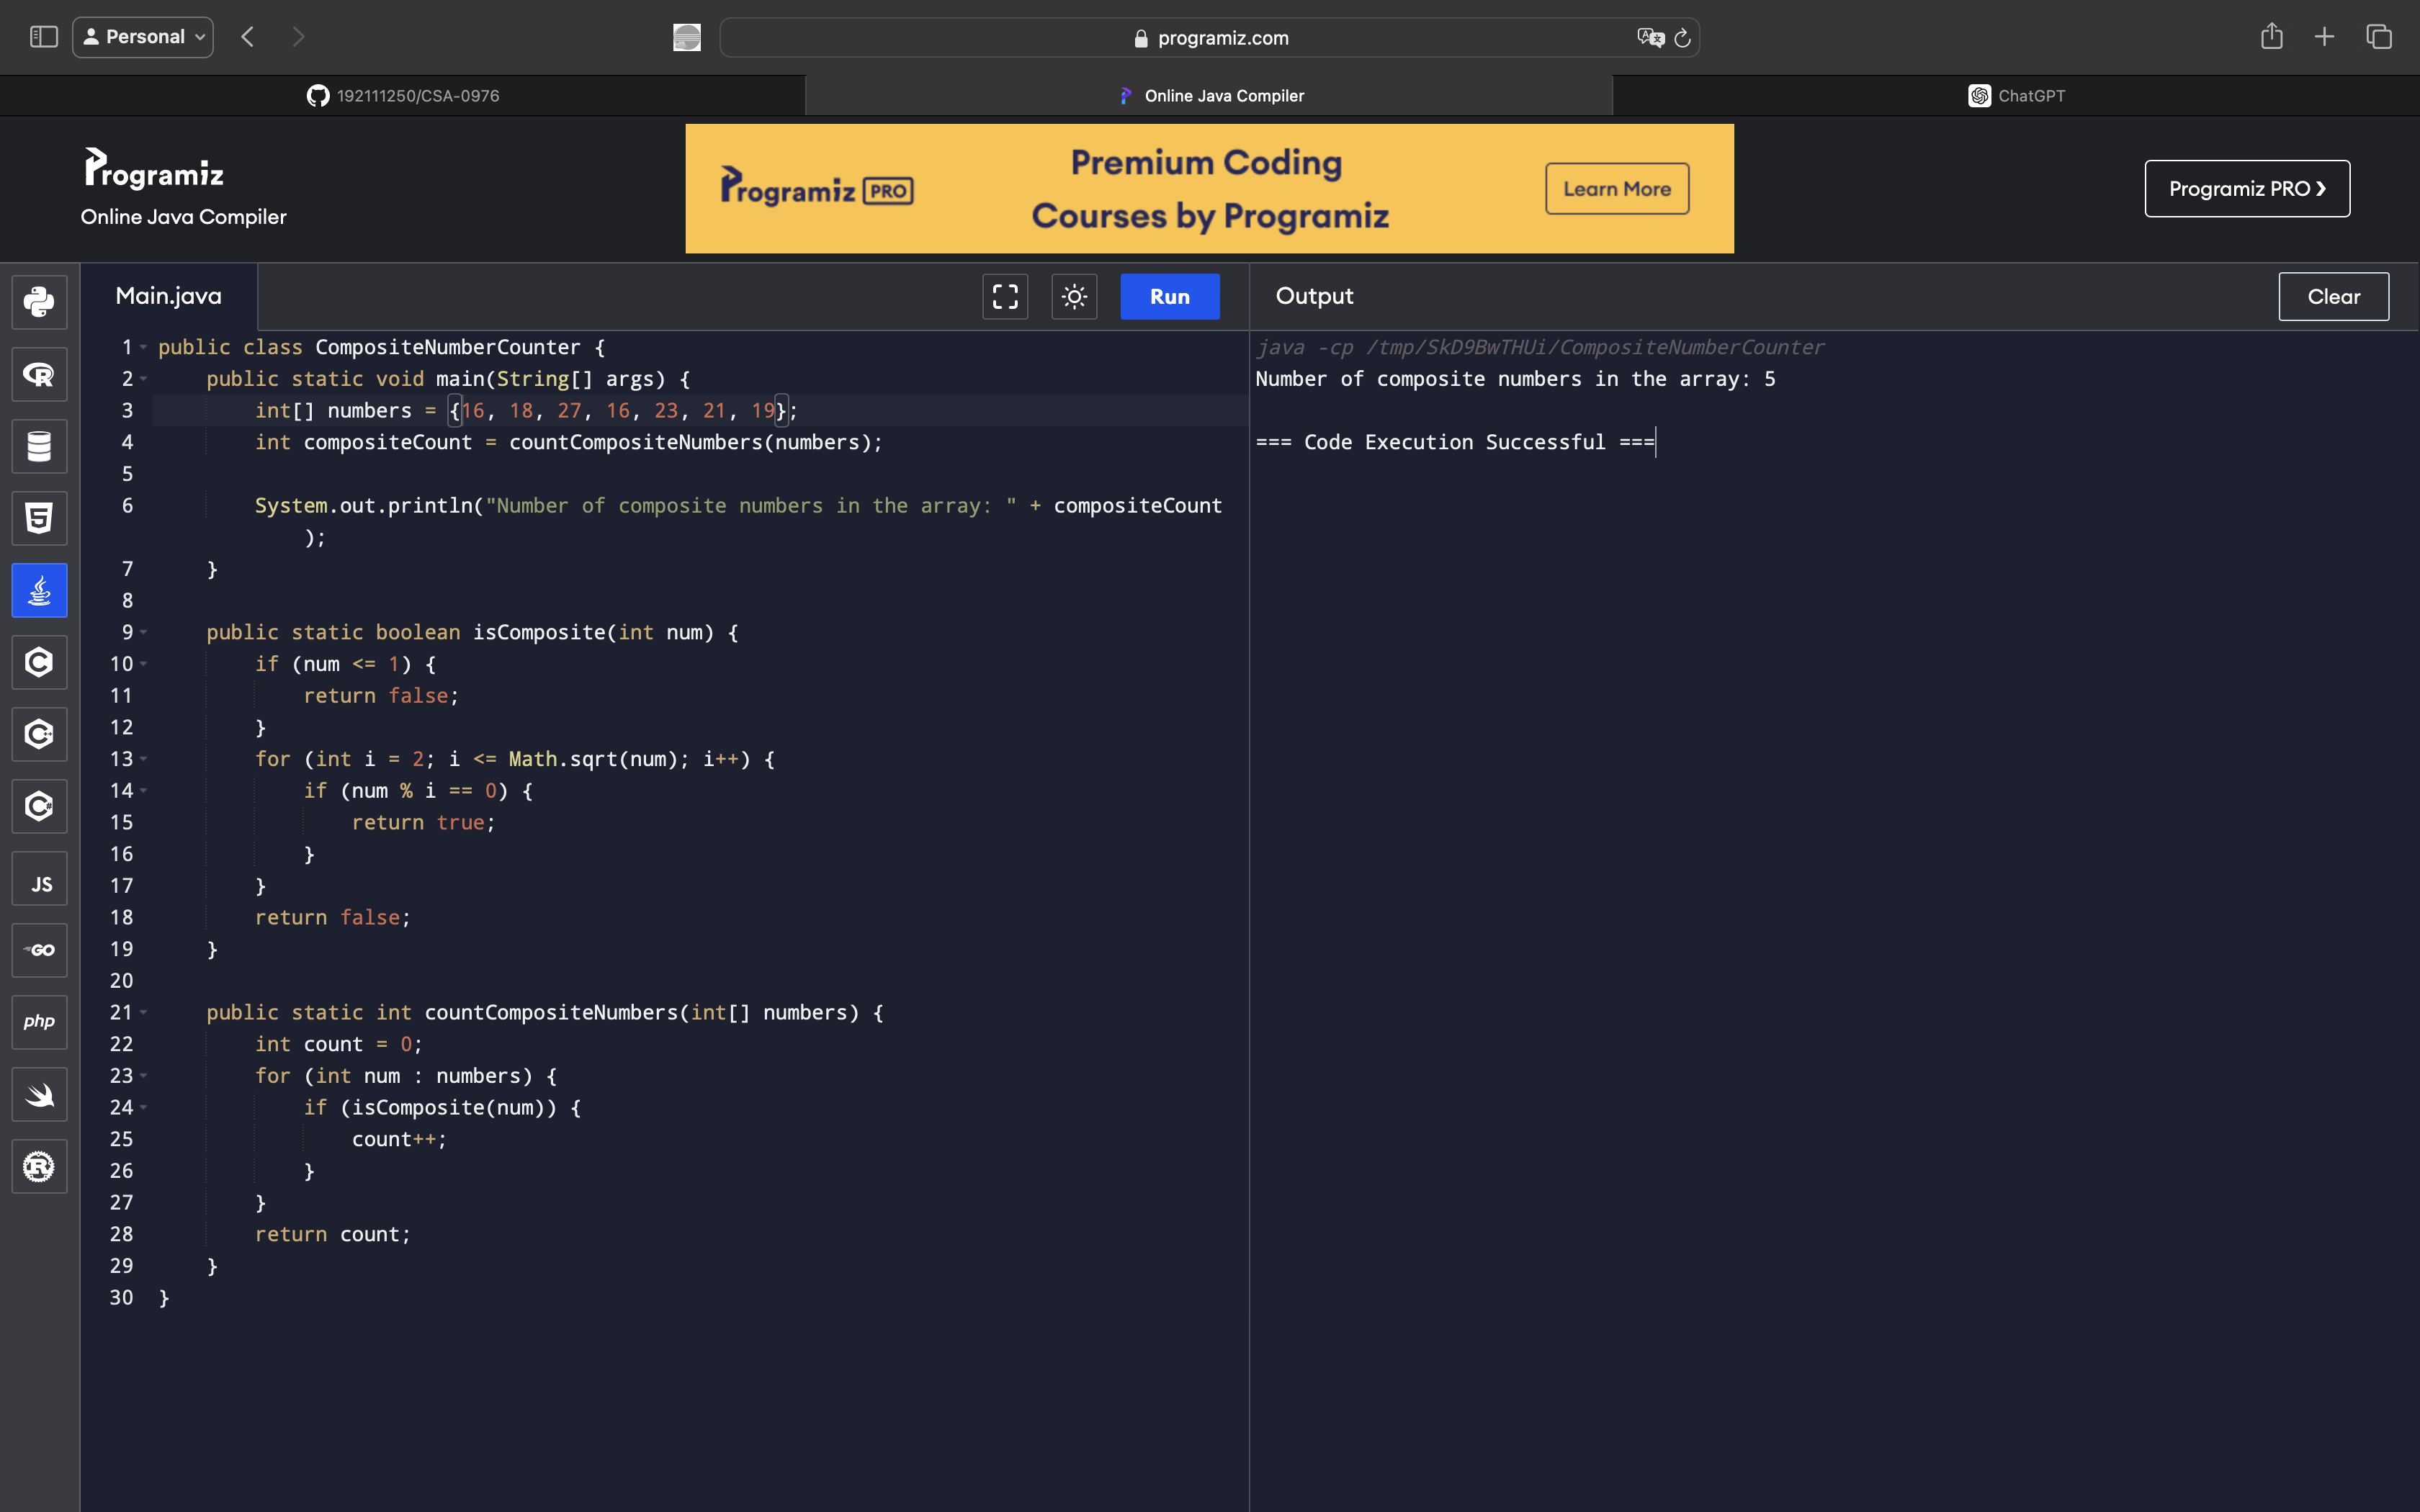 Personal
programiz.com
192111250/CSA-0976
Online Java Compiler
ChatGPT
Programiz
Online Java Compiler
Programiz PRO
Premium Coding
Courses by Programiz
Learn More
Programiz PRO ❯
Main.java
Run
Output
Clear
1 public class CompositeNumberCounter {
2     public static void main(String[] args) {
3         int[] numbers = {16, 18, 27, 16, 23, 21, 19};
4         int compositeCount = countCompositeNumbers(numbers);
5
6         System.out.println("Number of composite numbers in the array: " + compositeCount
            );
7     }
8
9     public static boolean isComposite(int num) {
10         if (num <= 1) {
11             return false;
12         }
13         for (int i = 2; i <= Math.sqrt(num); i++) {
14             if (num % i == 0) {
15                 return true;
16             }
17         }
18         return false;
19     }
20
21     public static int countCompositeNumbers(int[] numbers) {
22         int count = 0;
23         for (int num : numbers) {
24             if (isComposite(num)) {
25                 count++;
26             }
27         }
28         return count;
29     }
30 }
java -cp /tmp/SkD9BwTHUi/CompositeNumberCounter
Number of composite numbers in the array: 5
=== Code Execution Successful ===
R
5
C
C++
C#
JS
GO
php
R